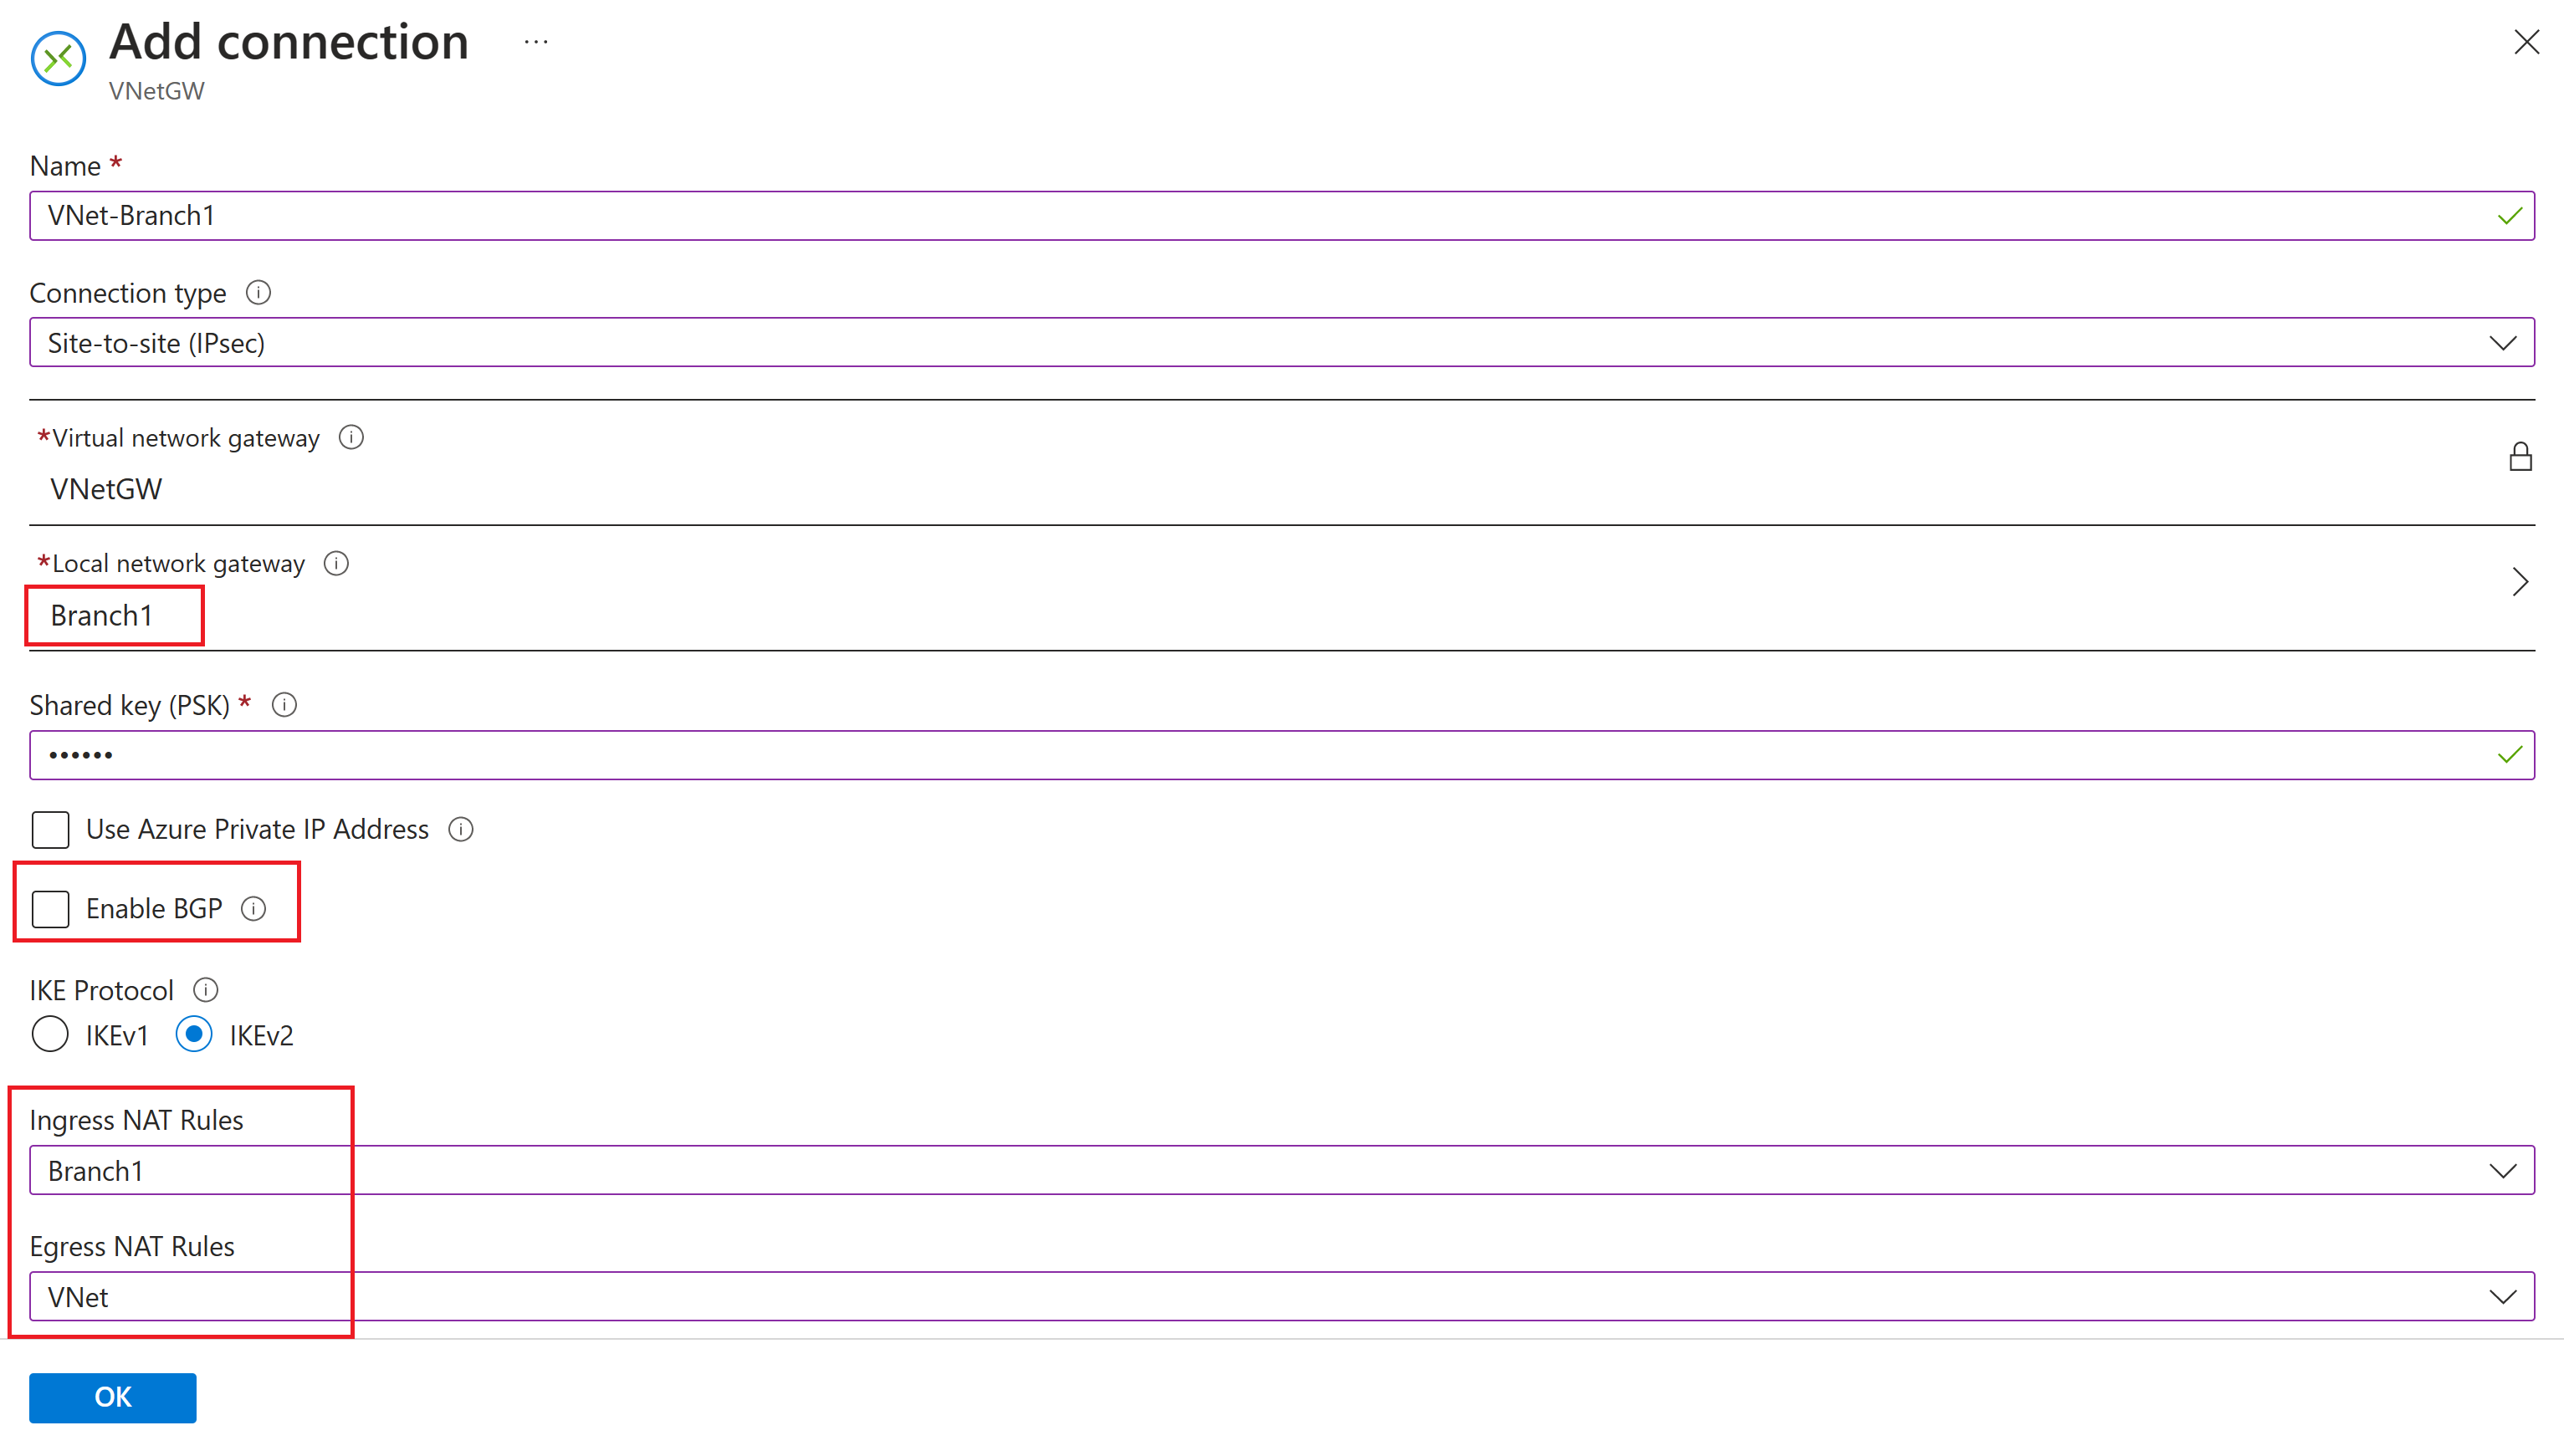 Add connection ...
VNetGW
Name *
VNet-Branch1
Connection type
Site-to-site (IPsec)
*Virtual network gateway
VNetGW
*Local network gateway
Branch1
Shared key (PSK) *
••••••
Use Azure Private IP Address
Enable BGP
IKE Protocol
IKEv1 IKEv2
Ingress NAT Rules
Branch1
Egress NAT Rules
VNet
OK